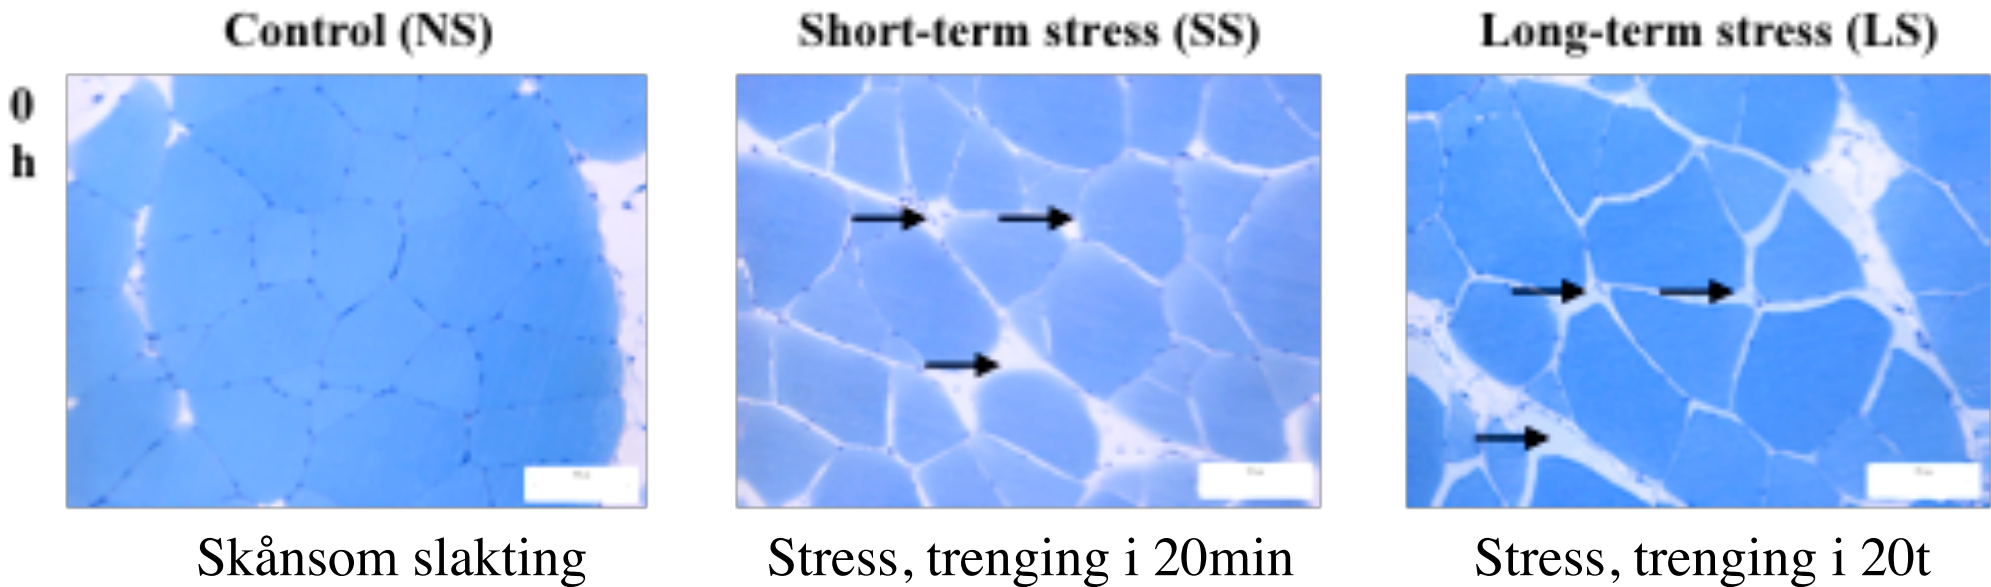 Control (NS)
Short-term stress (SS)
Long-term stress (LS)
0
h
Skånsom slakting
Stress, trenging i 20min
Stress, trenging i 20t